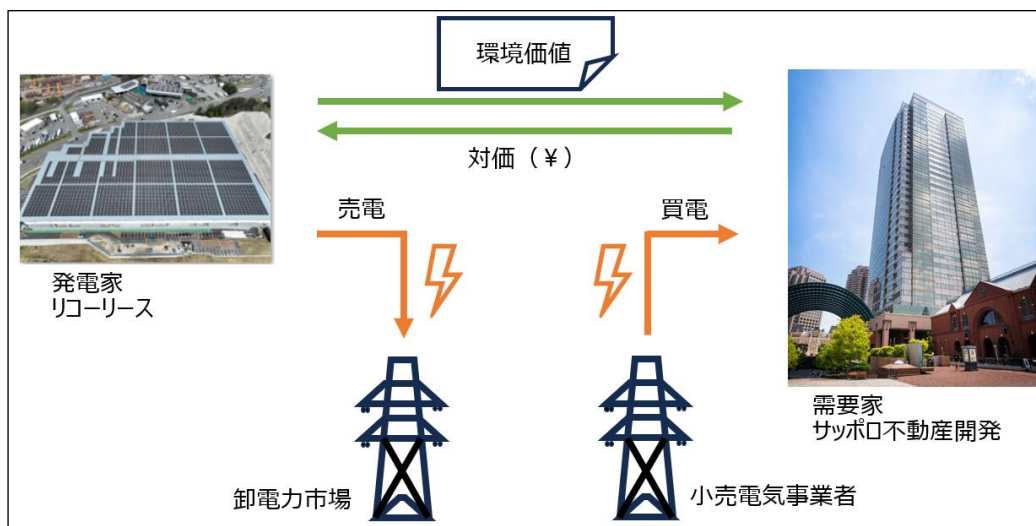 環境価値
対価（￥）
売電
買電
発電家
リコーリース
需要家
サッポロ不動産開発
卸電力市場
小売電気事業者